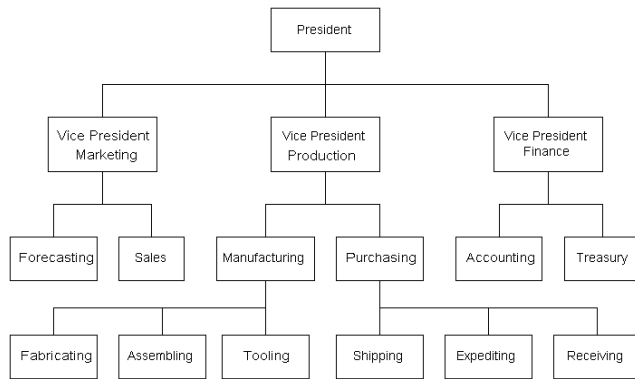 President
Vice President
Marketing
Vice President
Production
Vice President
Finance
Forecasting
Sales
Manufacturing
Purchasing
Accounting
Treasury
Fabricating
Assembling
Tooling
Shipping
Expediting
Receiving